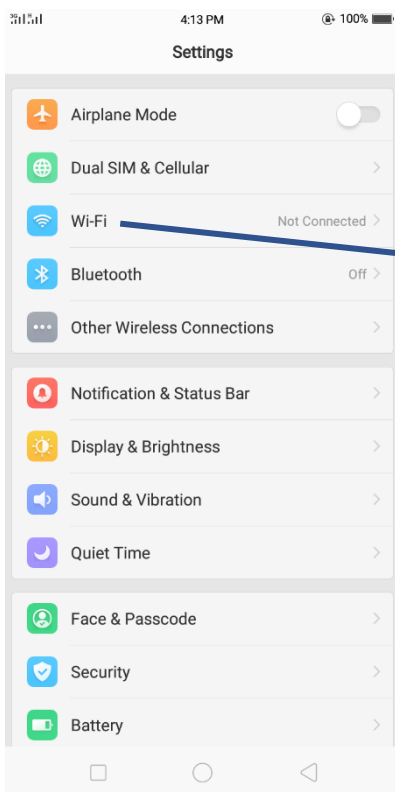 3G 4:13 PM 100%
Settings
Airplane Mode
Dual SIM & Cellular
Wi-Fi Not Connected
Bluetooth Off
Other Wireless Connections
Notification & Status Bar
Display & Brightness
Sound & Vibration
Quiet Time
Face & Passcode
Security
Battery